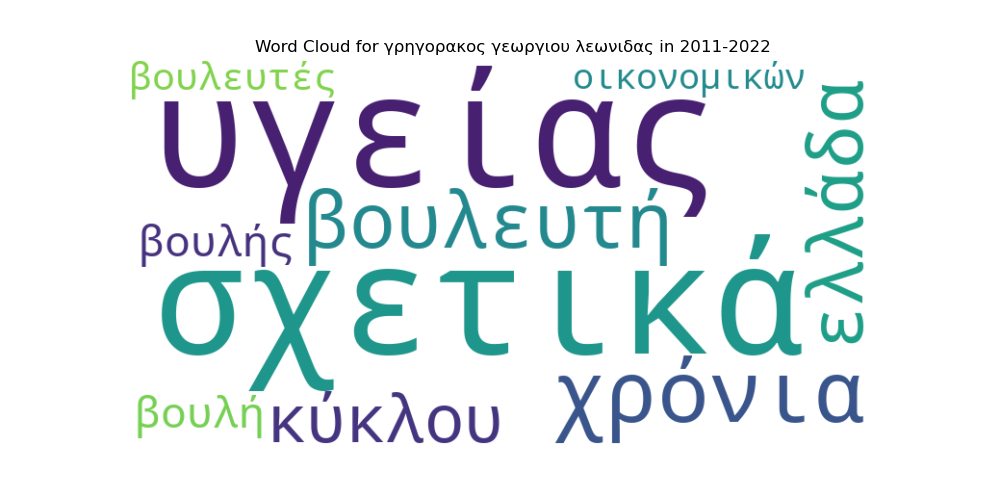 Word Cloud for γρηγορακος γεωργιου λεωνιδας in 2011-2022
βουλευτές
οικονομικών
υγείας
ελλάδα
βουλευτή
βουλής
σχετικά
χρόνια
βουλή
κύκλου